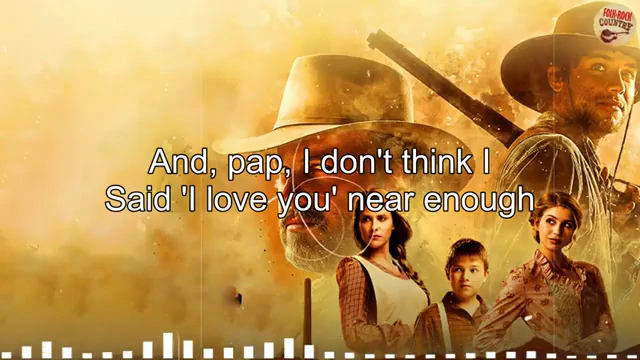 FOLK-ROCK
COUNTRY
And, pap, I don't think I
Said 'I love you' near enough